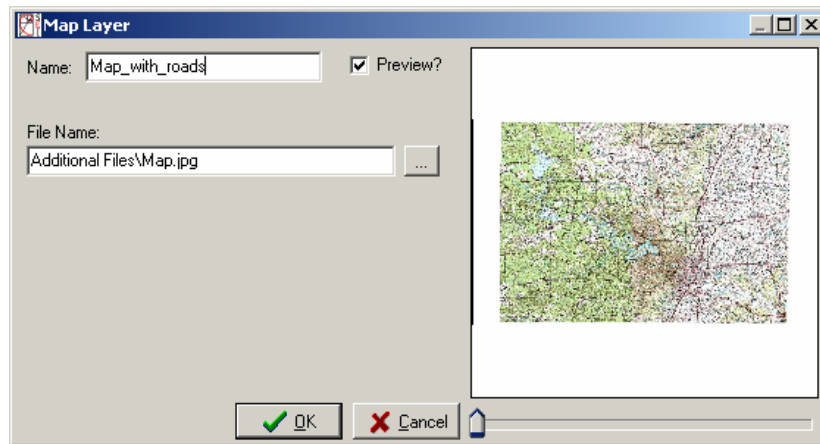 Map Layer
Name: Map_with_roads
Preview?
File Name:
Additional Files\Map.jpg
...
OK
Cancel